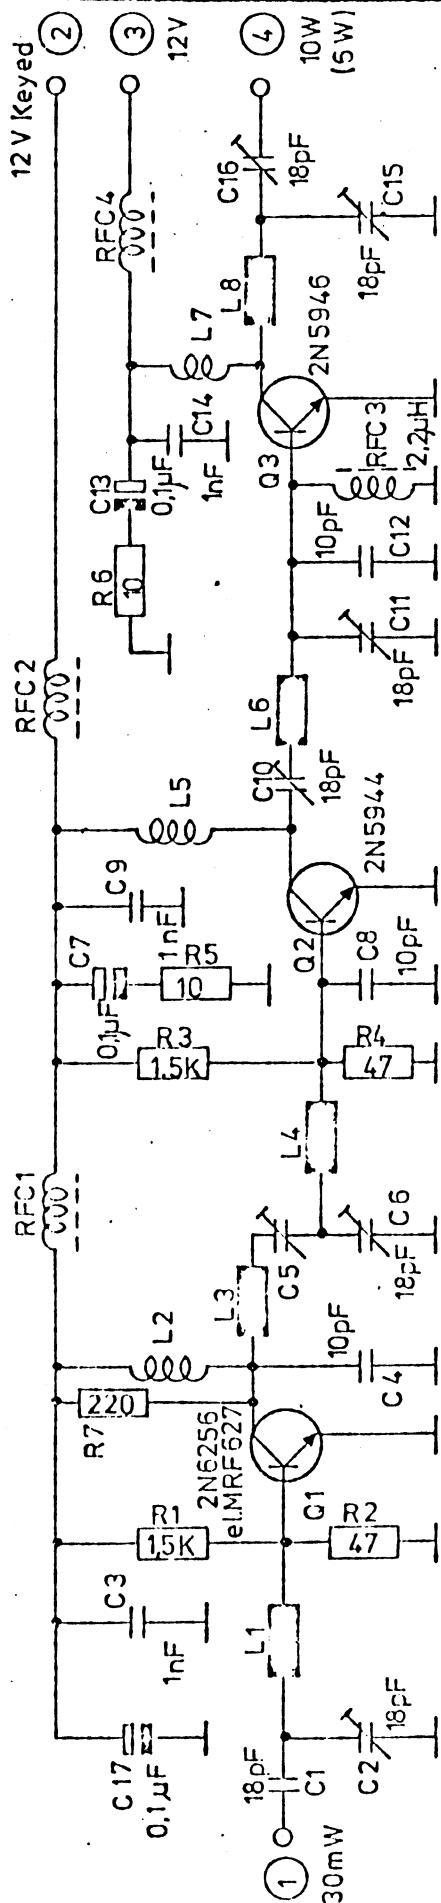 12V Keyed
2
RFC1
RFC2
3
12V
RFC4
C17
0,1µF
C3
1nF
R1
1,5K
R7
220
L2
R3
1,5K
C7
0,1µF
R5
10
C9
1nF
L5
R6
10
C13
0,1µF
C14
1nF
L7
4
10W
(5W)
1
30mW
18pF
C1
C2
18pF
L1
R2
47
2N6256
el.MRF627
Q1
L3
10pF
C4
C5
C6
18pF
L4
R4
47
C8
10pF
Q2
2N5944
C10
18pF
L6
18pF
C11
10pF
C12
RFC3
2,2µH
Q3
2N5946
L8
C16
18pF
18pF
C15